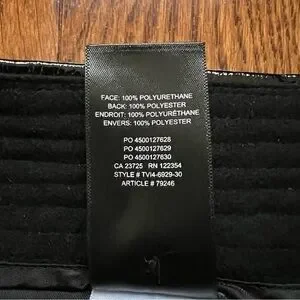 FACE: 100% POLYURETHANE
BACK: 100% POLYESTER
ENDROIT: 100% POLYURÉTHANE
ENVERS: 100% POLYESTER
PO 4500127628
PO 4500127629
PO 4500127630
CA 23725 RN 122354
STYLE # TVI4-6929-30
ARTICLE # 79246